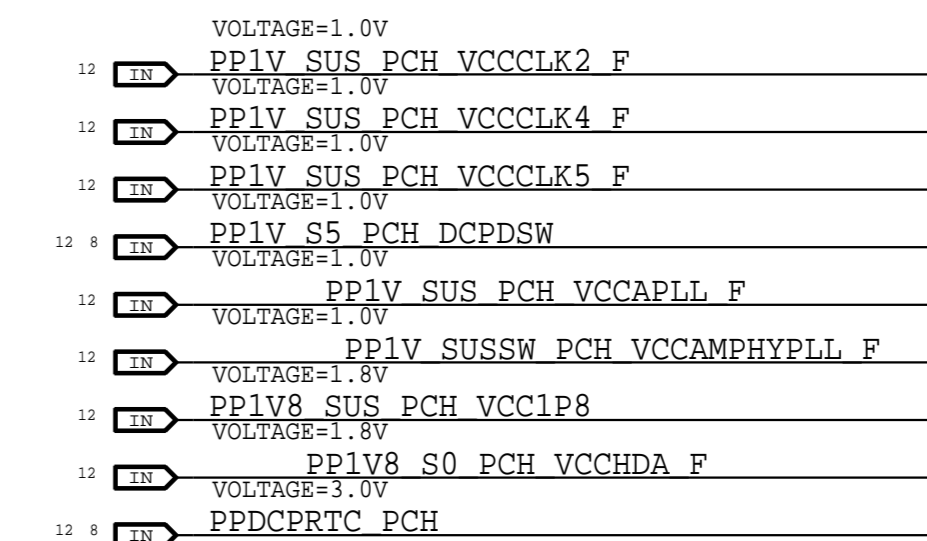 VOLTAGE=1.0V
12 IN PP1V_SUS_PCH_VCCCLK2_F
VOLTAGE=1.0V
12 IN PP1V_SUS_PCH_VCCCLK4_F
VOLTAGE=1.0V
12 IN PP1V_SUS_PCH_VCCCLK5_F
VOLTAGE=1.0V
12 8 IN PP1V_S5_PCH_DCPDSW
VOLTAGE=1.0V
12 IN PP1V_SUS_PCH_VCCAPLL_F
VOLTAGE=1.0V
12 IN PP1V_SUSSW_PCH_VCCAMPHYPLL_F
VOLTAGE=1.8V
12 IN PP1V8_SUS_PCH_VCC1P8
VOLTAGE=1.8V
12 IN PP1V8_S0_PCH_VCCHDA_F
VOLTAGE=3.0V
12 8 IN PPDCPRTC_PCH